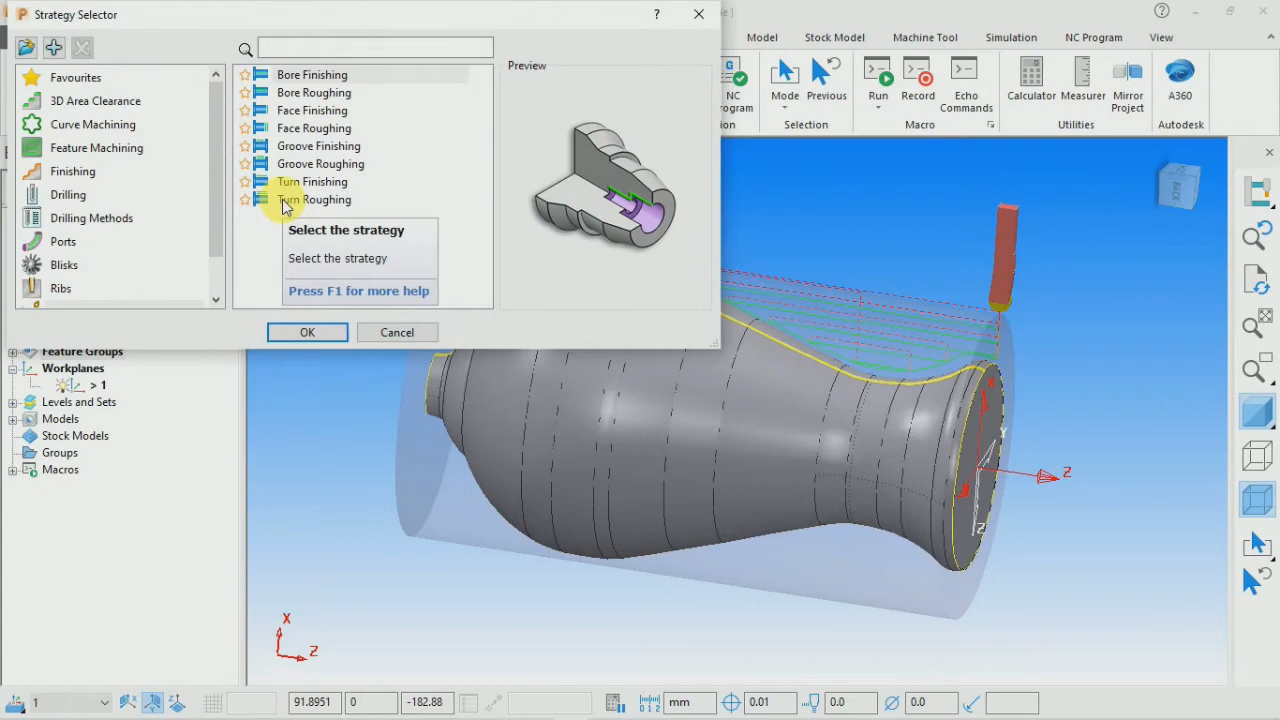 Strategy Selector
?
Favourites
3D Area Clearance
Curve Machining
Feature Machining
Finishing
Drilling
Drilling Methods
Ports
Blisks
Ribs
Bore Finishing
Bore Roughing
Face Finishing
Face Roughing
Groove Finishing
Groove Roughing
Turn Finishing
Turn Roughing
Select the strategy
Select the strategy
Press F1 for more help
Preview
OK
Cancel
Model
Stock Model
Machine Tool
Simulation
NC Program
View
NC
Mode
Previous
Selection
Run
Record
Echo
Commands
Macro
Calculator
Measurer
Mirror
Project
Utilities
A360
Autodesk
BACK
Feature Groups
Workplanes
> 1
Levels and Sets
Models
Stock Models
Groups
Macros
X
Y
Z
Z
X
Z
1
91.8951
0
-182.88
mm
0.01
0.0
0.0